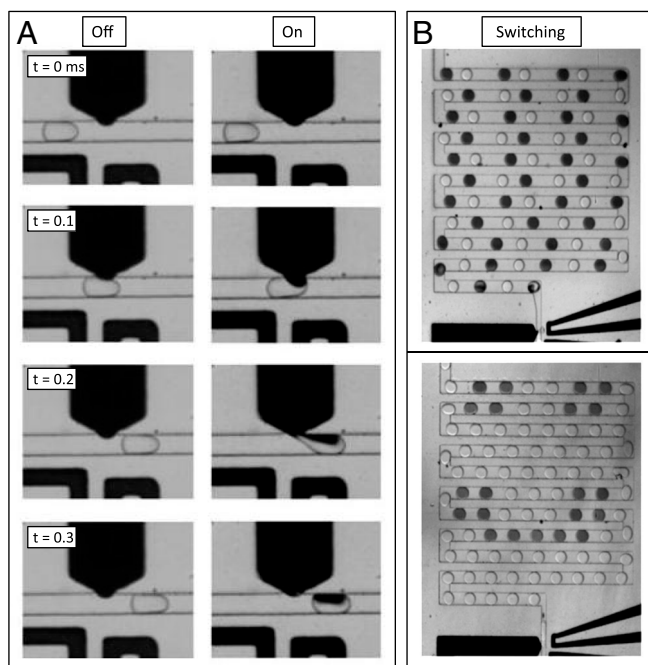 A
Off
On
B
Switching
t = 0 ms
t = 0.1
t = 0.2
t = 0.3